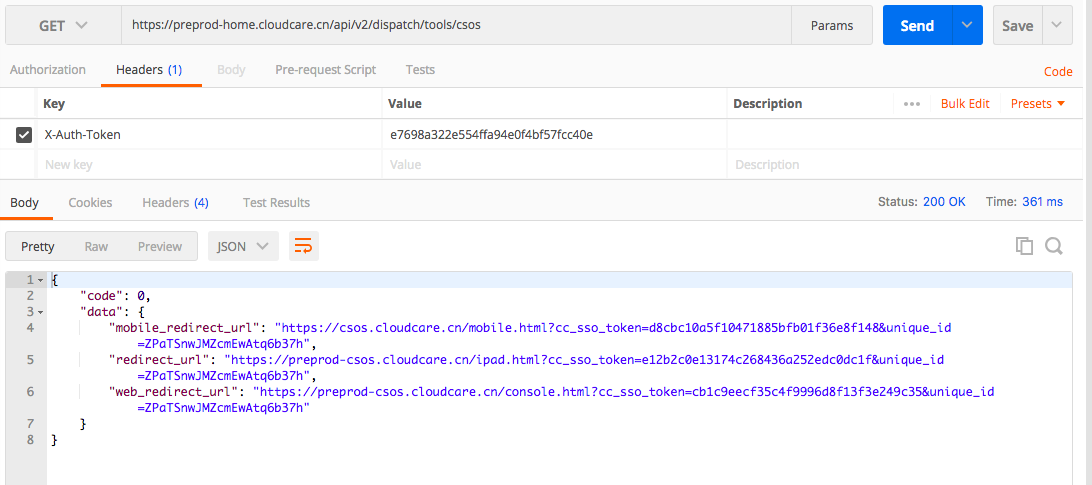 GET https://preprod-home.cloudcare.cn/api/v2/dispatch/tools/csos Params Send Save
Authorization Headers (1) Body Pre-request Script Tests Code
Key Value Description ••• Bulk Edit Presets
X-Auth-Token e7698a322e554ffa94e0f4bf57fcc40e
New key Value Description
Body Cookies Headers (4) Test Results Status: 200 OK Time: 361 ms
Pretty Raw Preview JSON
1 {
2 "code": 0,
3 "data": {
4 "mobile_redirect_url": "https://csos.cloudcare.cn/mobile.html?cc_sso_token=d8cbc10a5f10471885bfb01f36e8f148&unique_id
=ZPaTSnwJMZcmEwAtq6b37h",
5 "redirect_url": "https://preprod-csos.cloudcare.cn/ipad.html?cc_sso_token=e12b2c0e13174c268436a252edc0dc1f&unique_id
=ZPaTSnwJMZcmEwAtq6b37h",
6 "web_redirect_url": "https://preprod-csos.cloudcare.cn/console.html?cc_sso_token=cb1c9eecf35c4f9996d8f13f3e249c35&unique_id
=ZPaTSnwJMZcmEwAtq6b37h"
7 }
8 }